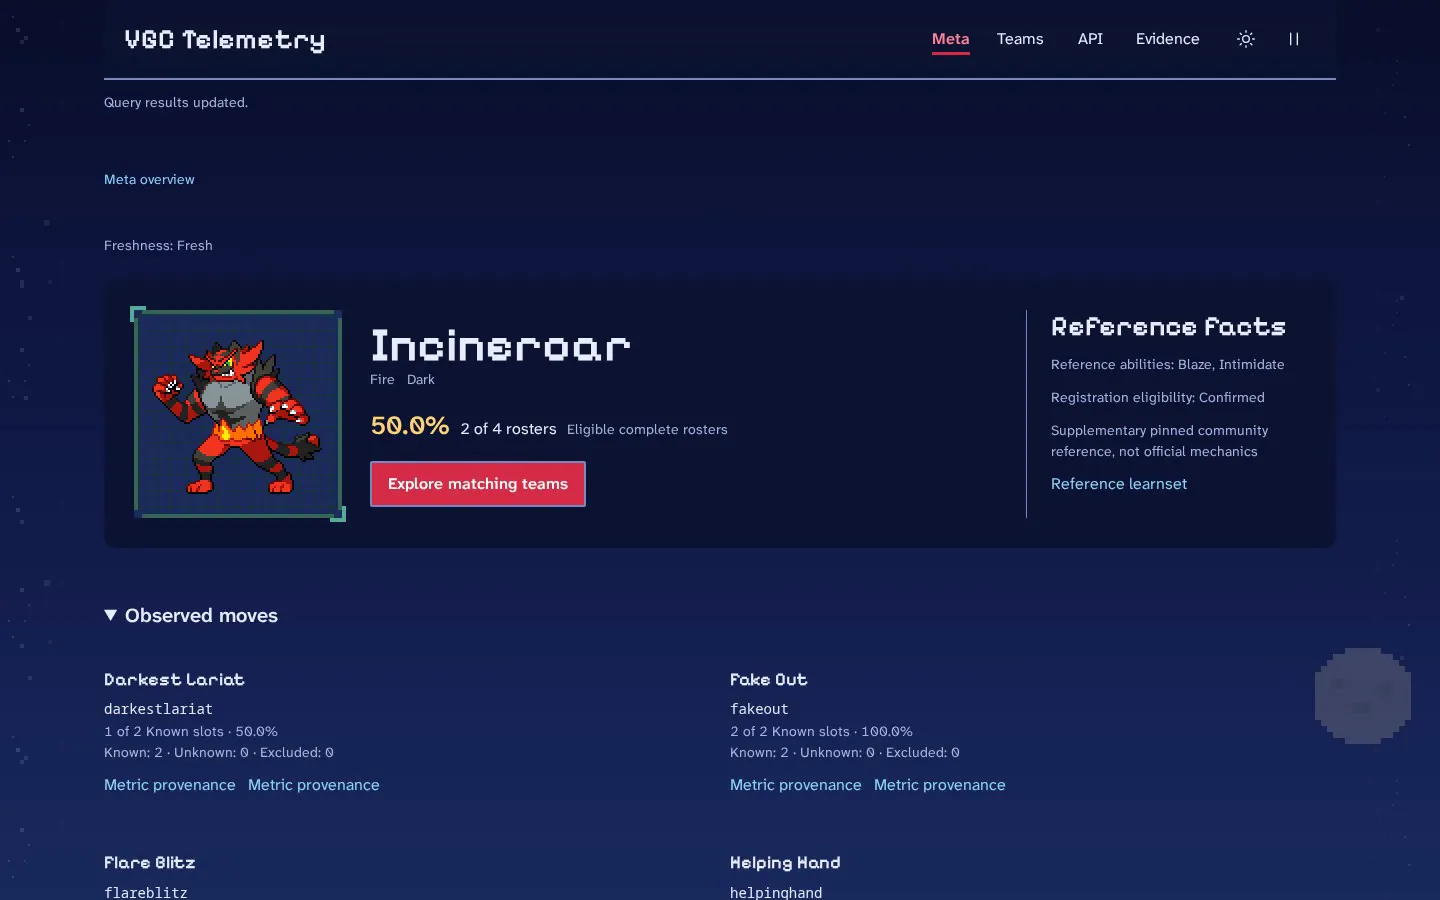 VGC Telemetry
Meta Teams API Evidence
Query results updated.
Meta overview
Freshness: Fresh
Incineroar
Fire Dark
50.0% 2 of 4 rosters Eligible complete rosters
Explore matching teams
Reference facts
Reference abilities: Blaze, Intimidate
Registration eligibility: Confirmed
Supplementary pinned community
reference, not official mechanics
Reference learnset
▼ Observed moves
Darkest Lariat
darkestlariat
1 of 2 Known slots · 50.0%
Known: 2 · Unknown: 0 · Excluded: 0
Metric provenance Metric provenance
Fake Out
fakeout
2 of 2 Known slots · 100.0%
Known: 2 · Unknown: 0 · Excluded: 0
Metric provenance Metric provenance
Flare Blitz
flareblitz
Helping Hand
helpinghand